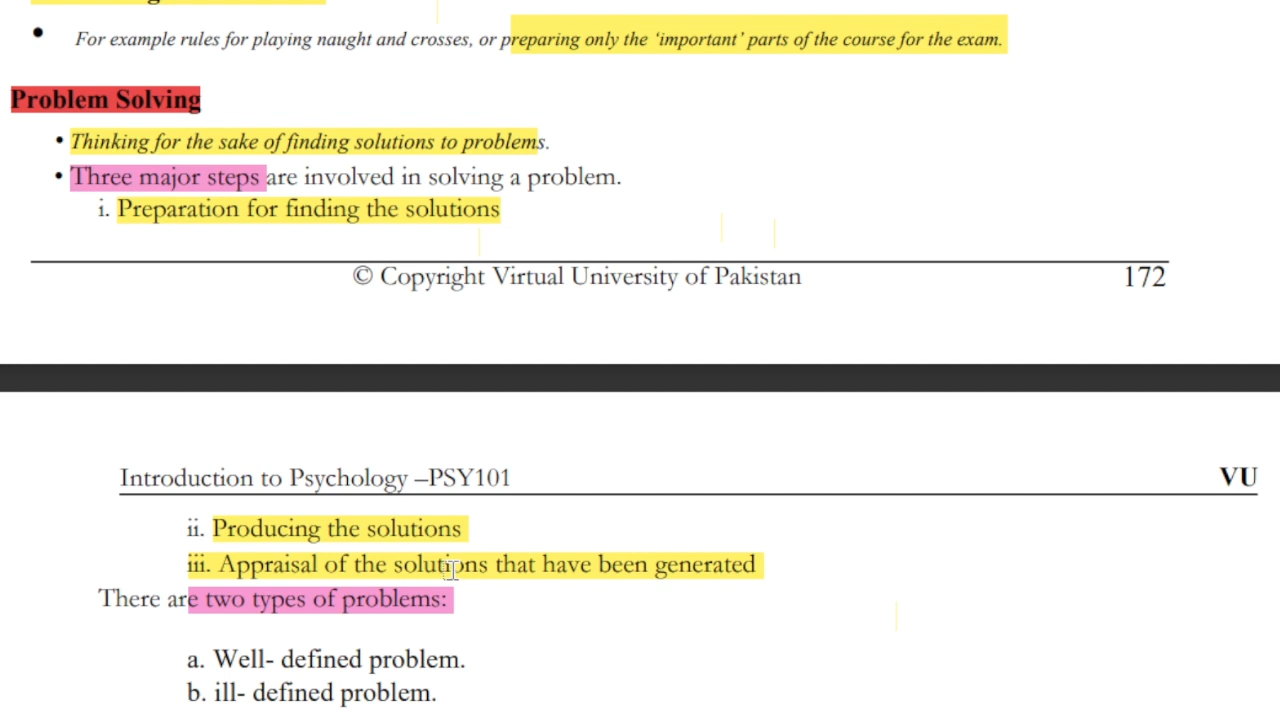 • For example rules for playing naught and crosses, or preparing only the ‘important’ parts of the course for the exam.
Problem Solving
• Thinking for the sake of finding solutions to problems.
• Three major steps are involved in solving a problem.
i. Preparation for finding the solutions
© Copyright Virtual University of Pakistan 172
Introduction to Psychology –PSY101 VU
ii. Producing the solutions
iii. Appraisal of the solutions that have been generated
There are two types of problems:
a. Well- defined problem.
b. ill- defined problem.